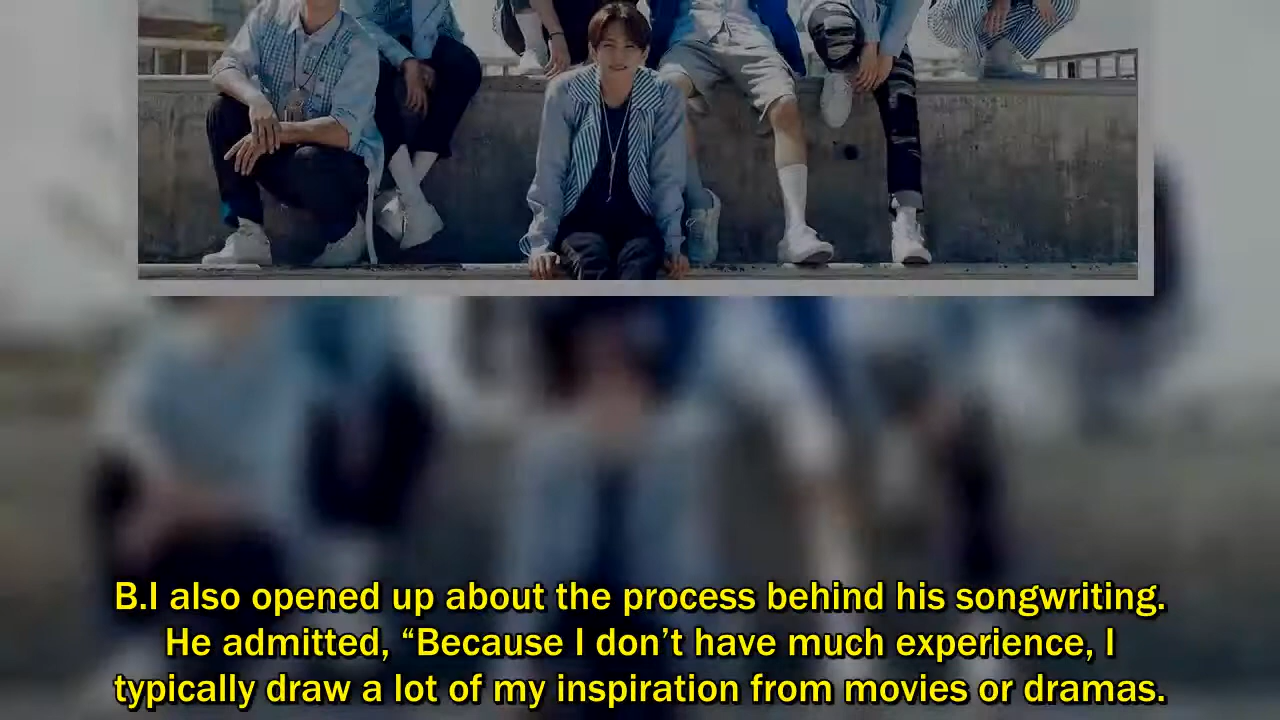 B.I also opened up about the process behind his songwriting.
He admitted, “Because I don’t have much experience, I
typically draw a lot of my inspiration from movies or dramas.